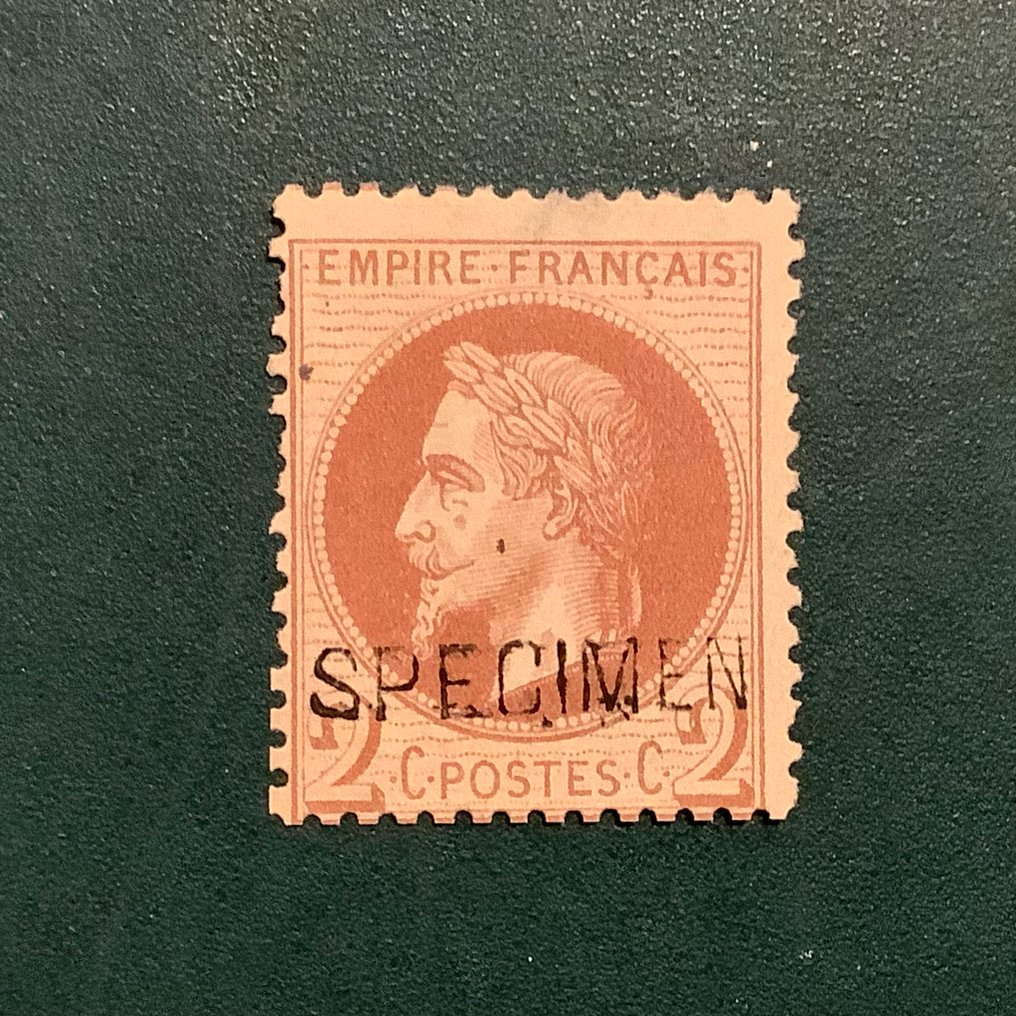 EMPIRE·FRANÇAIS
SPECIMEN
2 ·C·POSTES·C· 2